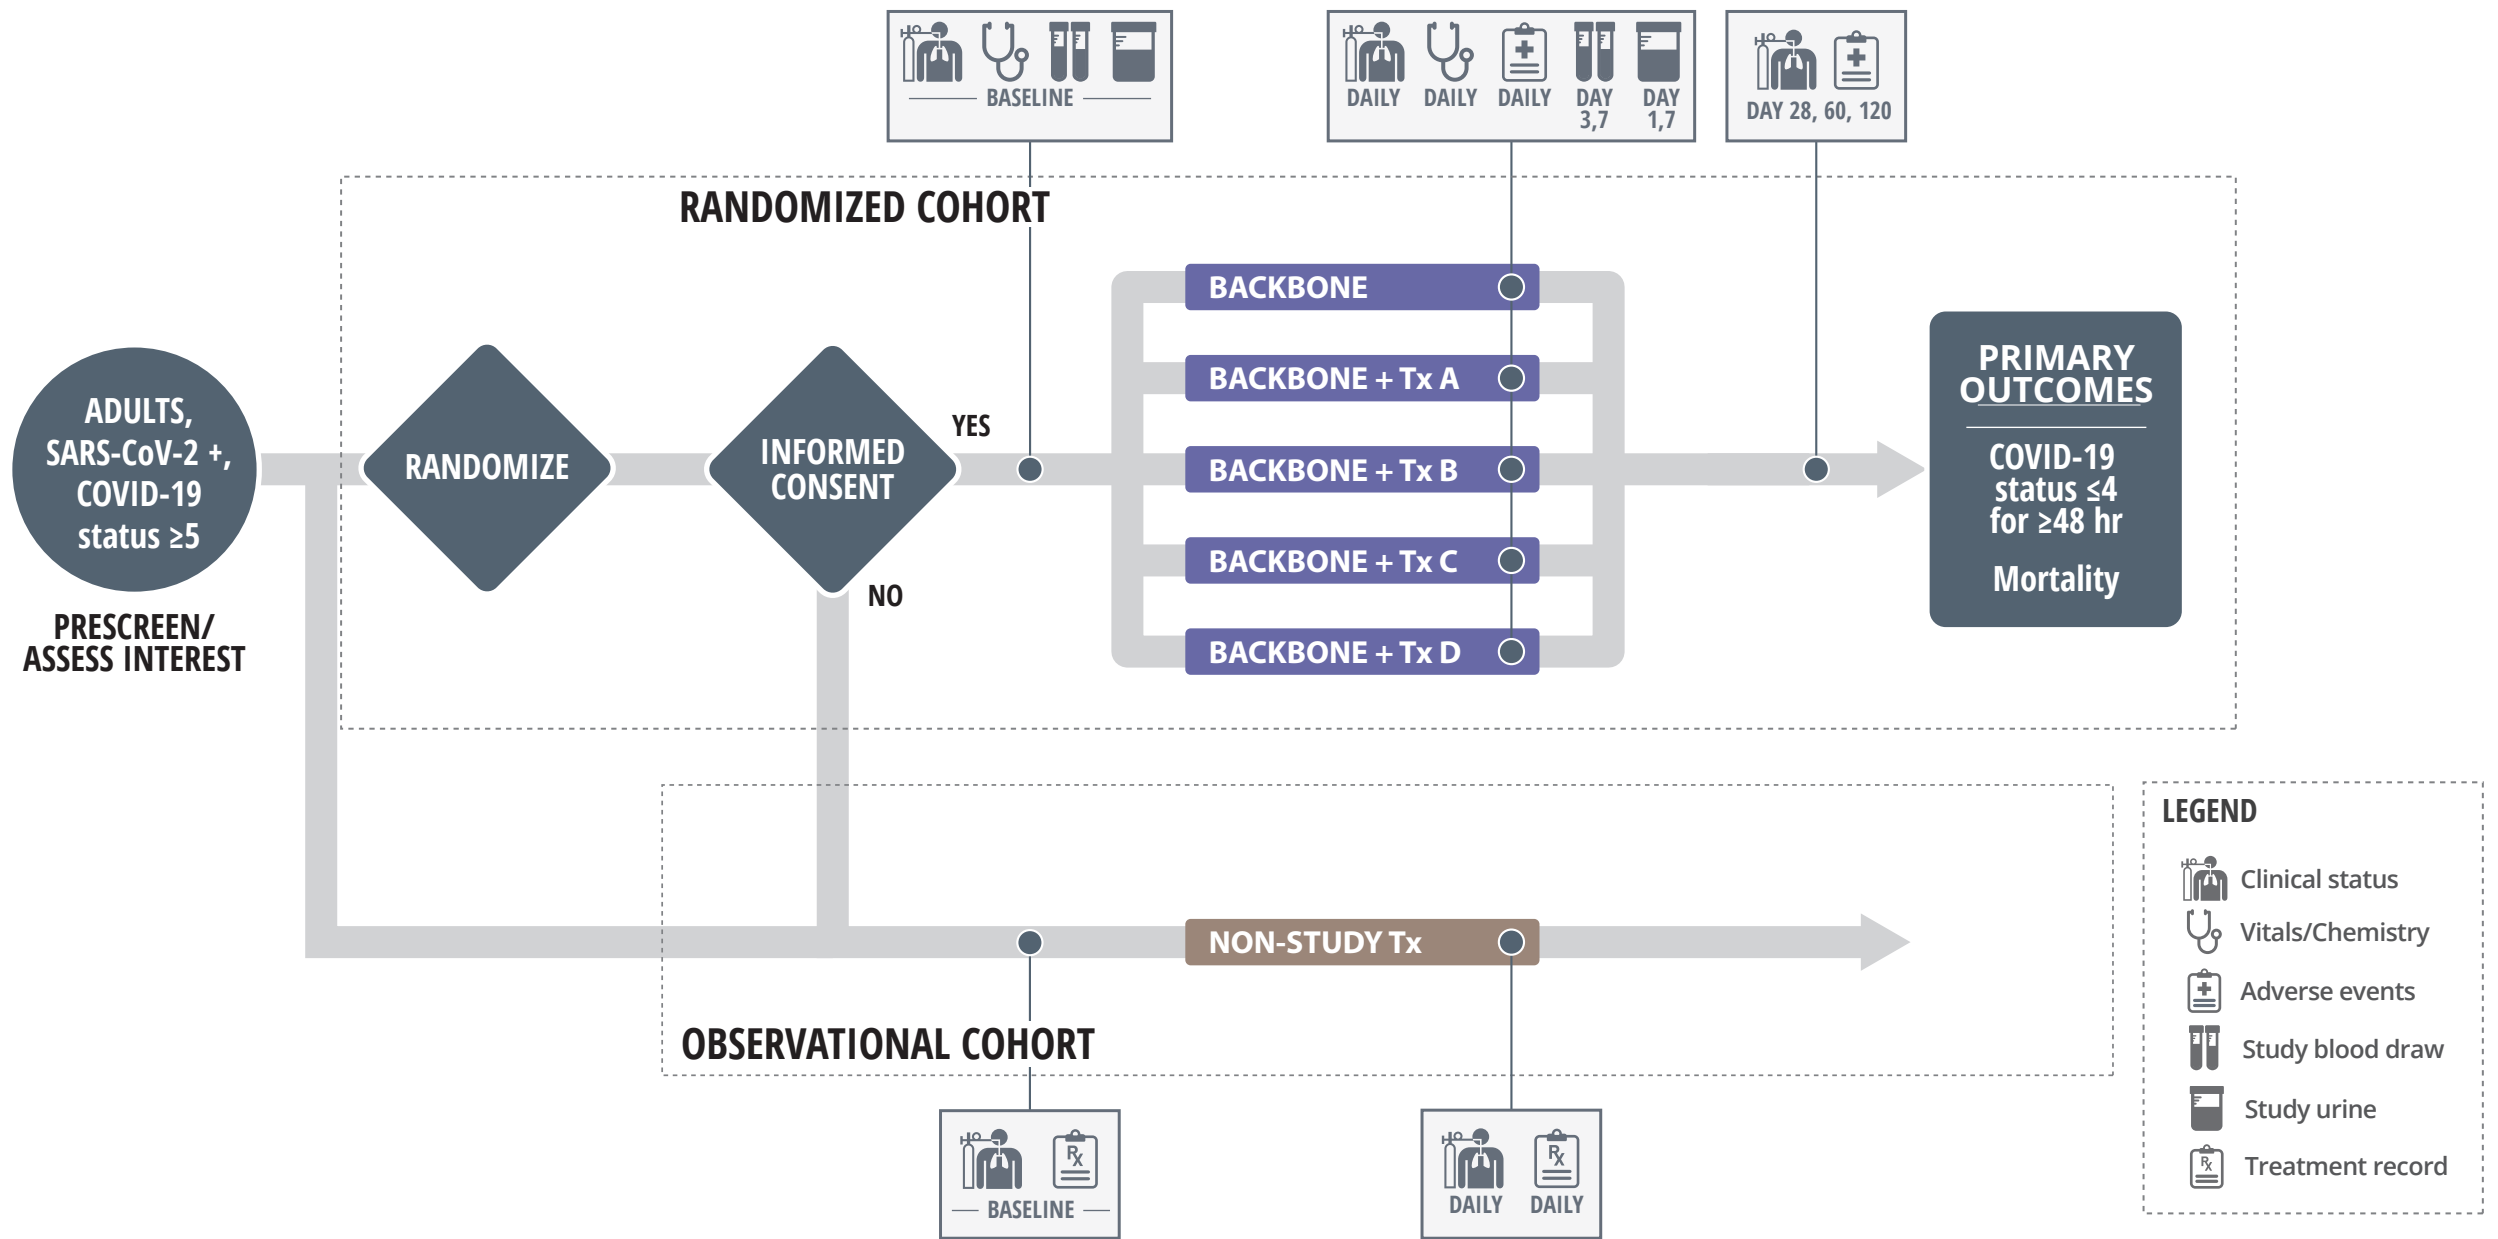 BASELINE
DAILY DAILY DAILY DAY DAY
3,7 1,7
DAY 28, 60, 120
RANDOMIZED COHORT
ADULTS,
SARS-CoV-2 +,
COVID-19
status ≥5
PRESCREEN/
ASSESS INTEREST
RANDOMIZE
INFORMED
CONSENT
YES
NO
BACKBONE
BACKBONE + Tx A
BACKBONE + Tx B
BACKBONE + Tx C
BACKBONE + Tx D
PRIMARY
OUTCOMES
COVID-19
status ≤4
for ≥48 hr
Mortality
NON-STUDY Tx
OBSERVATIONAL COHORT
Rx
BASELINE
Rx
DAILY DAILY
LEGEND
Clinical status
Vitals/Chemistry
Adverse events
Study blood draw
Study urine
Rx Treatment record